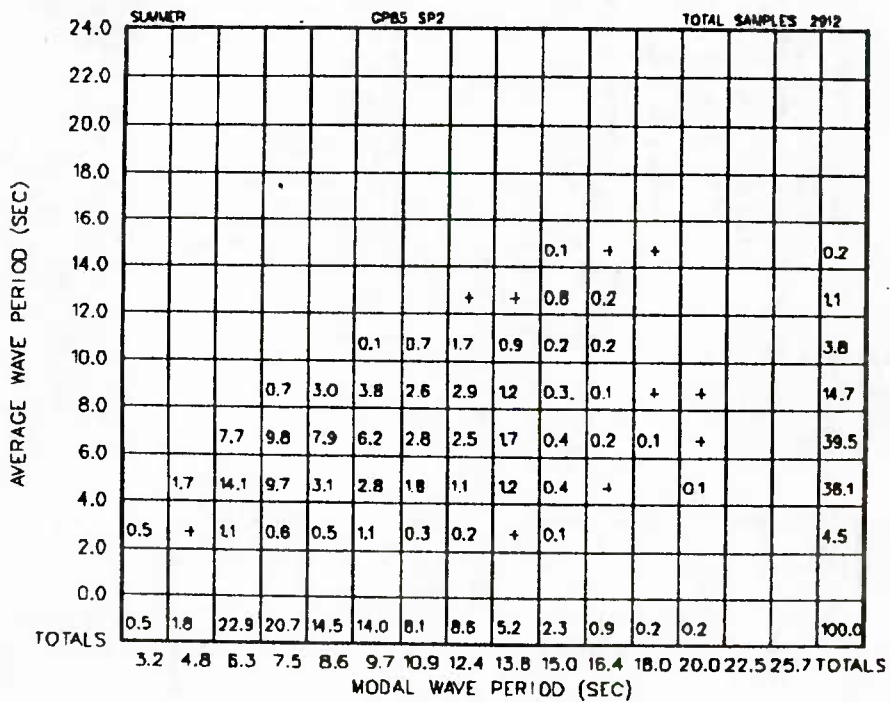 SUMMER CP85 SP2 TOTAL SAMPLES 2912
24.0
22.0
20.0
18.0
16.0
0.1 + + 0.2
14.0
+ + 0.8 0.2 1.1
12.0
0.1 0.7 1.7 0.9 0.2 0.2 3.8
10.0
0.7 3.0 3.8 2.6 2.9 1.2 0.3 0.1 + + 14.7
8.0
7.7 9.8 7.9 6.2 2.8 2.5 1.7 0.4 0.2 0.1 + 39.5
6.0
1.7 14.1 9.7 3.1 2.8 1.8 1.1 1.2 0.4 + 0.1 36.1
4.0
0.5 + 1.1 0.6 0.5 1.1 0.3 0.2 + 0.1 4.5
2.0
0.0
0.5 1.8 22.9 20.7 14.5 14.0 8.1 8.6 5.2 2.3 0.9 0.2 0.2 100.0
TOTALS
3.2 4.8 6.3 7.5 8.6 9.7 10.9 12.4 13.8 15.0 16.4 18.0 20.0 22.5 25.7 TOTALS
MODAL WAVE PERIOD (SEC)
AVERAGE WAVE PERIOD (SEC)